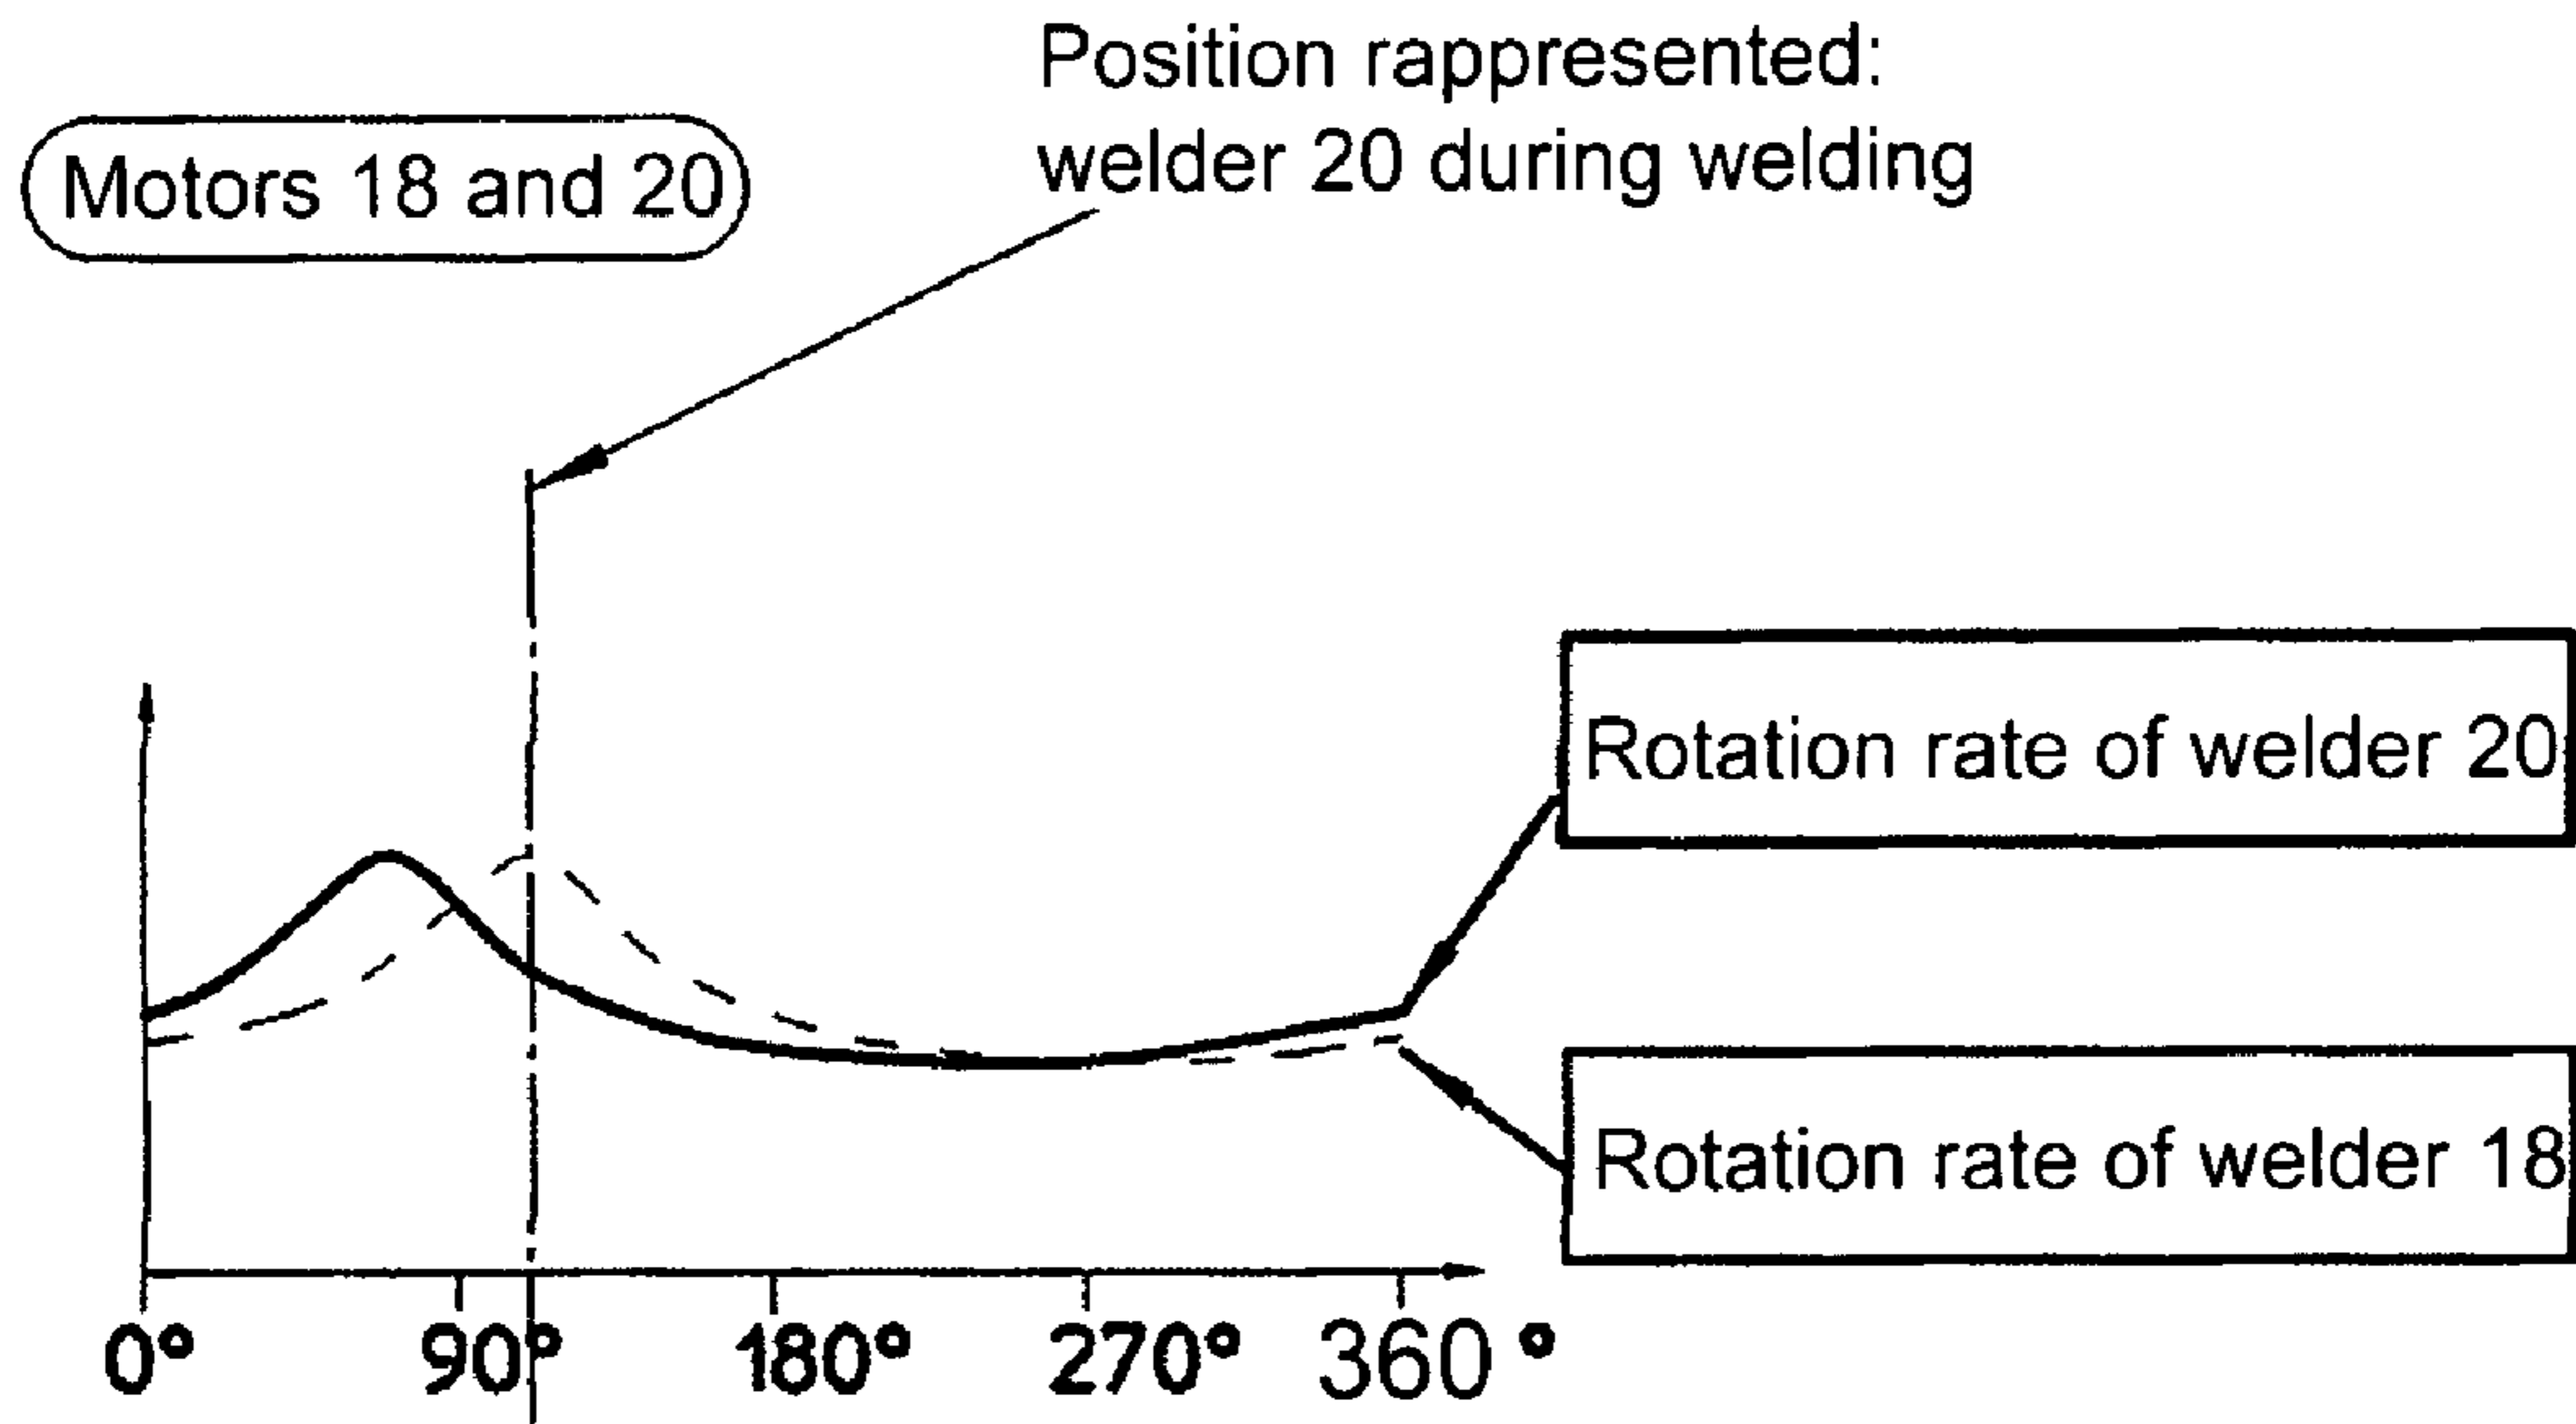 Position rappresented:
welder 20 during welding
Motors 18 and 20
Rotation rate of welder 20
Rotation rate of welder 18
0° 90° 180° 270° 360 °